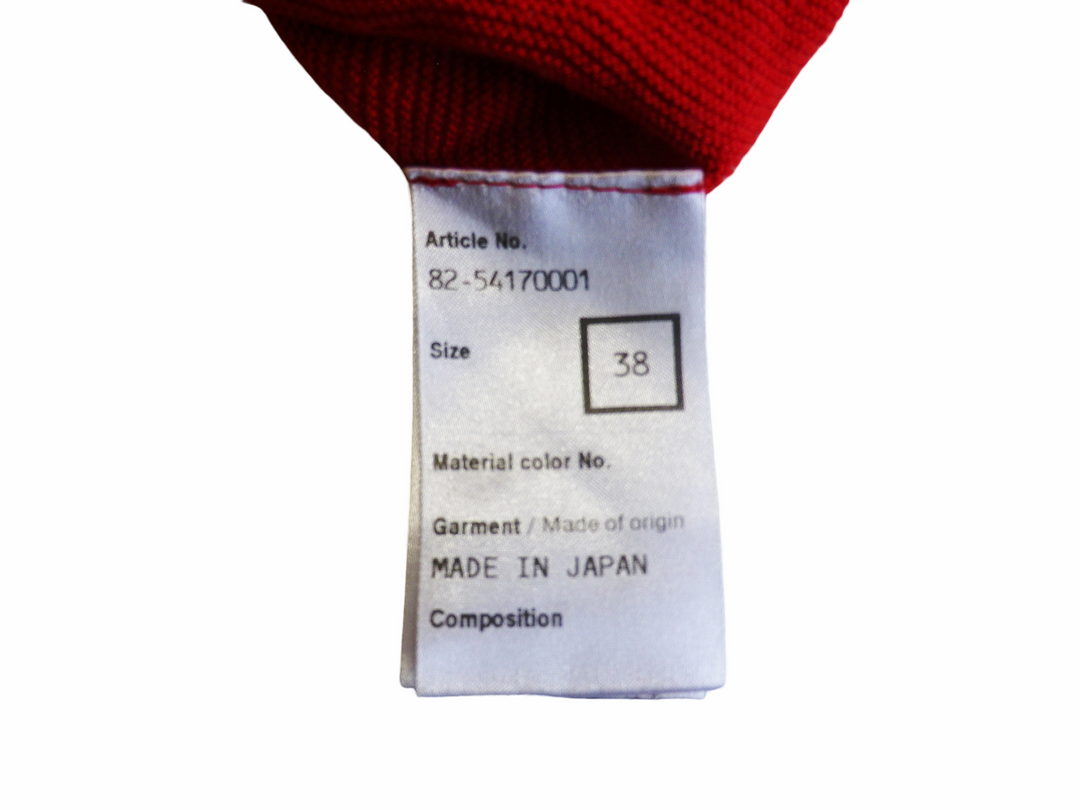 Article No.
82-54170001
Size
38
Material color No.
Garment / Made of origin
MADE IN JAPAN
Composition